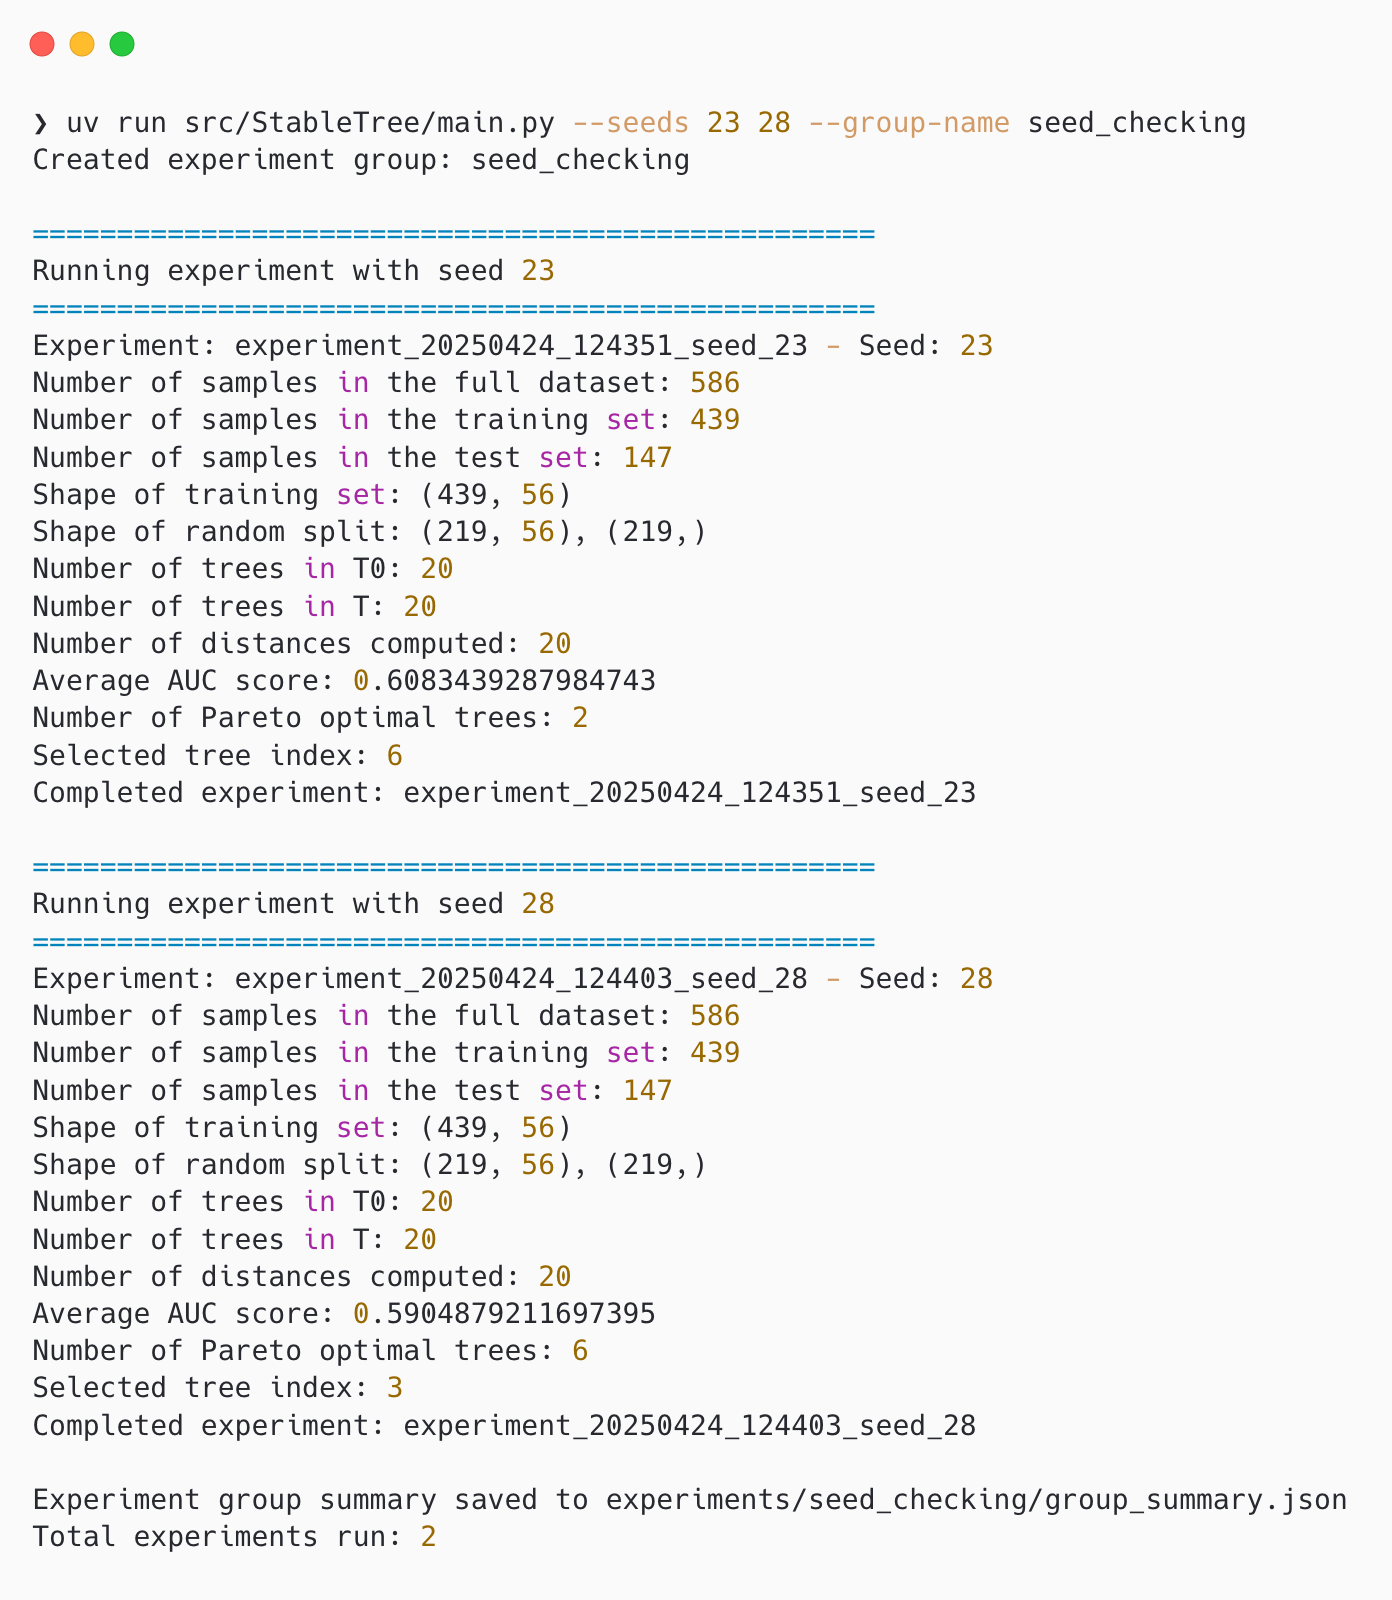 ❯ uv run src/StableTree/main.py --seeds 23 28 --group-name seed_checking
Created experiment group: seed_checking
==================================================
Running experiment with seed 23
==================================================
Experiment: experiment_20250424_124351_seed_23 - Seed: 23
Number of samples in the full dataset: 586
Number of samples in the training set: 439
Number of samples in the test set: 147
Shape of training set: (439, 56)
Shape of random split: (219, 56), (219,)
Number of trees in T0: 20
Number of trees in T: 20
Number of distances computed: 20
Average AUC score: 0.6083439287984743
Number of Pareto optimal trees: 2
Selected tree index: 6
Completed experiment: experiment_20250424_124351_seed_23
==================================================
Running experiment with seed 28
==================================================
Experiment: experiment_20250424_124403_seed_28 - Seed: 28
Number of samples in the full dataset: 586
Number of samples in the training set: 439
Number of samples in the test set: 147
Shape of training set: (439, 56)
Shape of random split: (219, 56), (219,)
Number of trees in T0: 20
Number of trees in T: 20
Number of distances computed: 20
Average AUC score: 0.5904879211697395
Number of Pareto optimal trees: 6
Selected tree index: 3
Completed experiment: experiment_20250424_124403_seed_28
Experiment group summary saved to experiments/seed_checking/group_summary.json
Total experiments run: 2